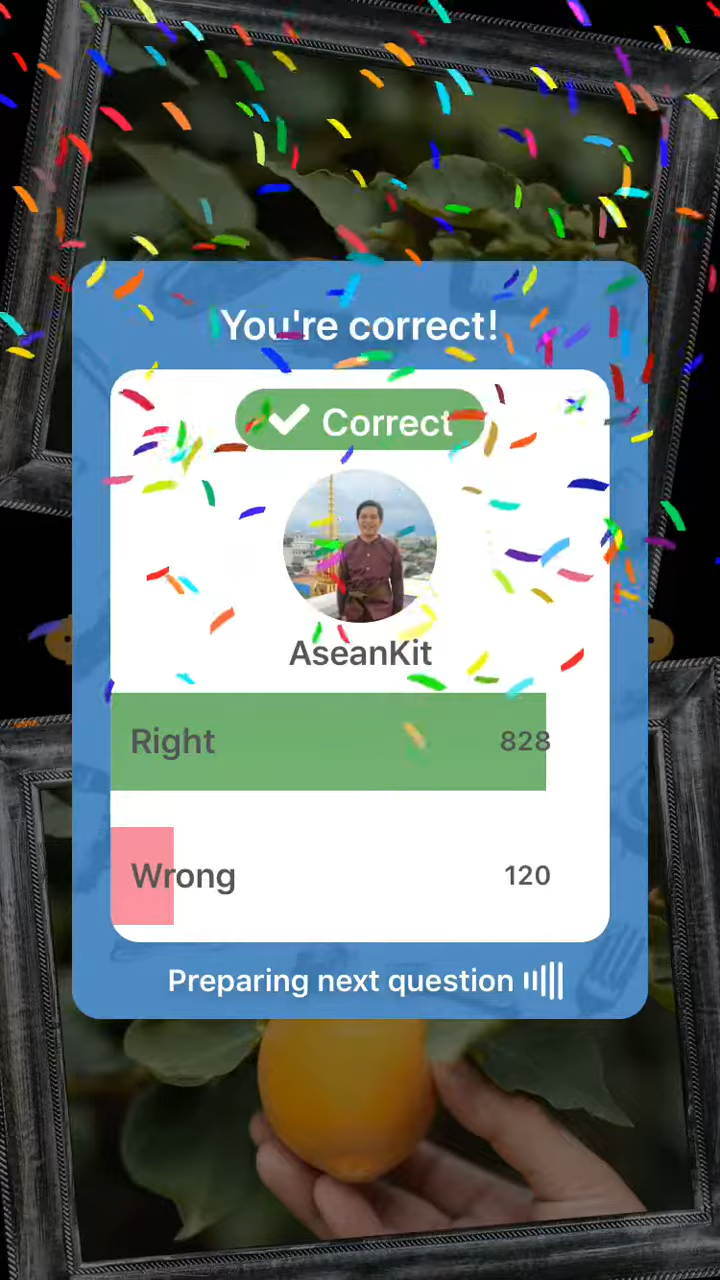 You're correct!
Correct
AseanKit
Right 828
Wrong 120
Preparing next question